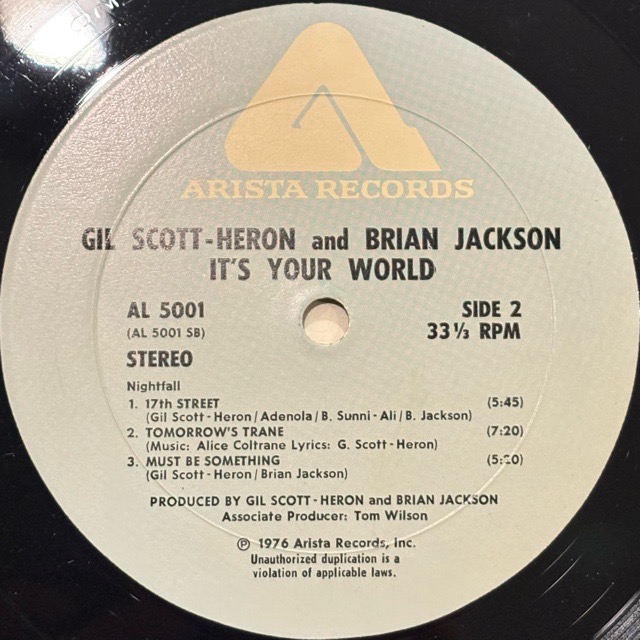 ARISTA RECORDS
GIL SCOTT-HERON and BRIAN JACKSON
IT'S YOUR WORLD
AL 5001
(AL 5001 SB)
STEREO
SIDE 2
33 ⅓ RPM
Nightfall
1. 17th STREET (5:45)
(Gil Scott-Heron/Adenola/B. Sunni-Ali/B. Jackson)
2. TOMORROW'S TRANE (7:20)
(Music: Alice Coltrane Lyrics: G. Scott-Heron)
3. MUST BE SOMETHING
(Gil Scott-Heron/Brian Jackson)
PRODUCED BY GIL SCOTT-HERON and BRIAN JACKSON
Associate Producer: Tom Wilson
℗ 1976 Arista Records, Inc.
Unauthorized duplication is a
violation of applicable laws.